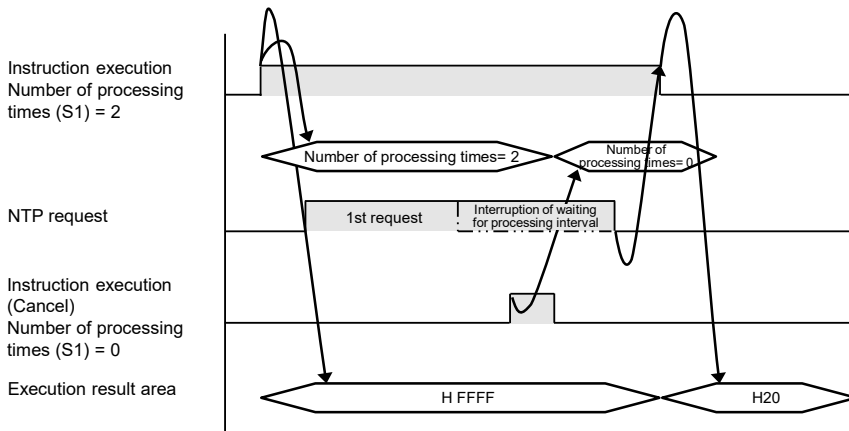 Instruction execution
Number of processing
times (S1) = 2
Number of processing times= 2
Number of
processing times= 0
NTP request
1st request
Interruption of waiting
for processing interval
Instruction execution
(Cancel)
Number of processing
times (S1) = 0
Execution result area
H FFFF
H20